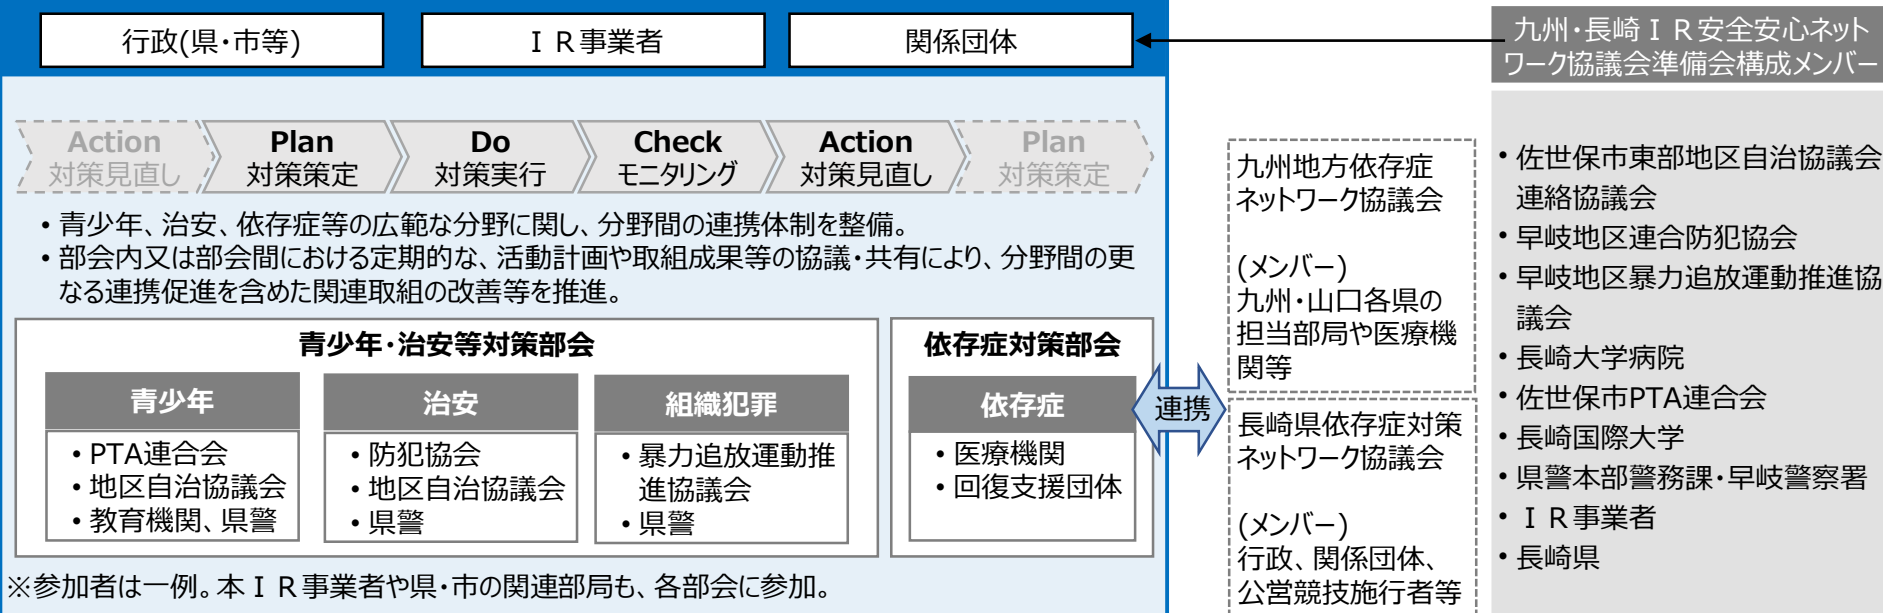 行政(県・市等)
ＩＲ事業者
関係団体
九州・長崎ＩＲ安全安心ネット
ワーク協議会準備会構成メンバー
Action
対策見直し
Plan
対策策定
Do
対策実行
Check
モニタリング
Action
対策見直し
Plan
対策策定
• 青少年、治安、依存症等の広範な分野に関し、分野間の連携体制を整備。
• 部会内又は部会間における定期的な、活動計画や取組成果等の協議・共有により、分野間の更
なる連携促進を含めた関連取組の改善等を推進。
青少年・治安等対策部会
青少年
• PTA連合会
• 地区自治協議会
• 教育機関、県警
治安
• 防犯協会
• 地区自治協議会
• 県警
組織犯罪
• 暴力追放運動推
進協議会
• 県警
依存症対策部会
依存症
• 医療機関
• 回復支援団体
※参加者は一例。本ＩＲ事業者や県・市の関連部局も、各部会に参加。
連携
九州地方依存症
ネットワーク協議会
(メンバー)
九州・山口各県の
担当部局や医療機
関等
長崎県依存症対策
ネットワーク協議会
(メンバー)
行政、関係団体、
公営競技施行者等
• 佐世保市東部地区自治協議会
連絡協議会
• 早岐地区連合防犯協会
• 早岐地区暴力追放運動推進協
議会
• 長崎大学病院
• 佐世保市PTA連合会
• 長崎国際大学
• 県警本部警務課・早岐警察署
• ＩＲ事業者
• 長崎県